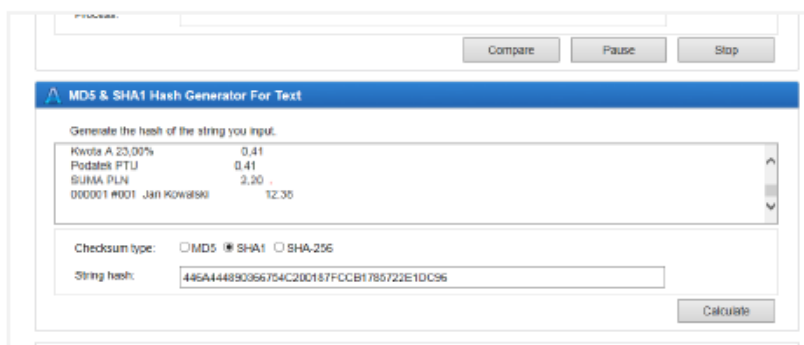 Process:
Compare Pause Stop
MD5 & SHA1 Hash Generator For Text
Generate the hash of the string you input.
Kwota A 23,00% 0,41
Podatek PTU 0,41
SUMA PLN 2,20
000001 #001 Jan Kowalski 12:38
Checksum type: MD5 SHA1 SHA-256
String hash: 446A444890366754C200187FCCB1785722E1DC96
Calculate